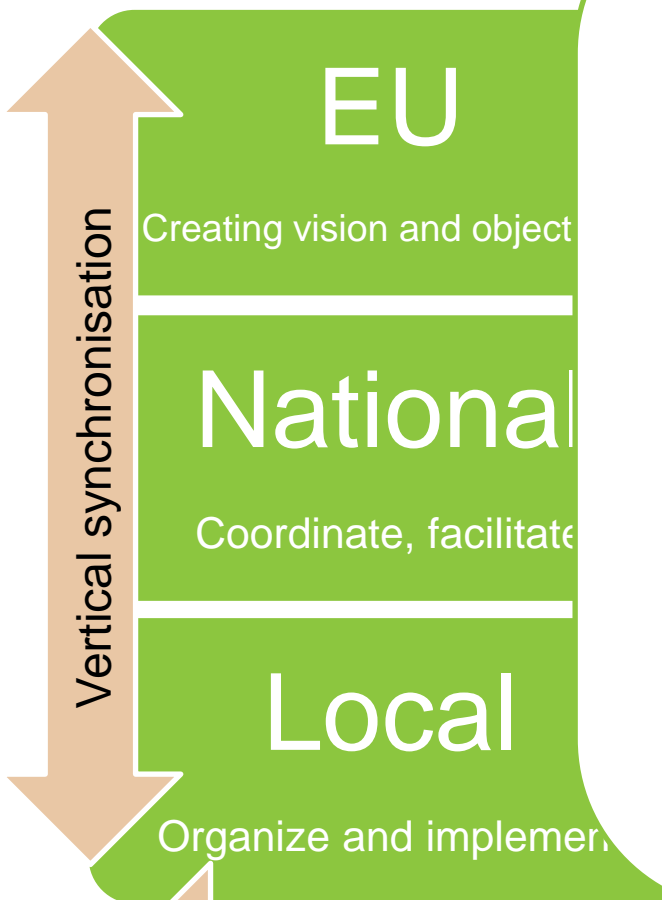 EU
Creating vision and object
National
Coordinate, facilitate
Local
Organize and implemen
Vertical synchronisation